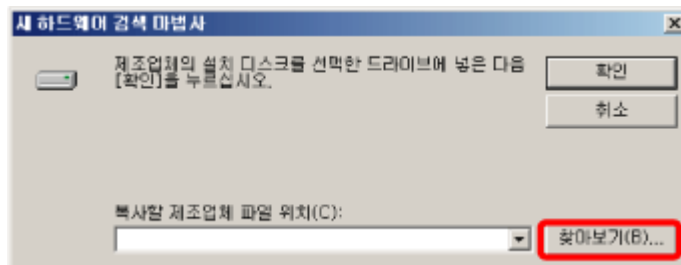 새 하드웨어 검색 마법사
제조업체의 설치 디스크를 선택한 드라이브에 넣은 다음
[확인]을 누르십시오.
확인
취소
복사할 제조업체 파일 위치(C):
찾아보기(B)...